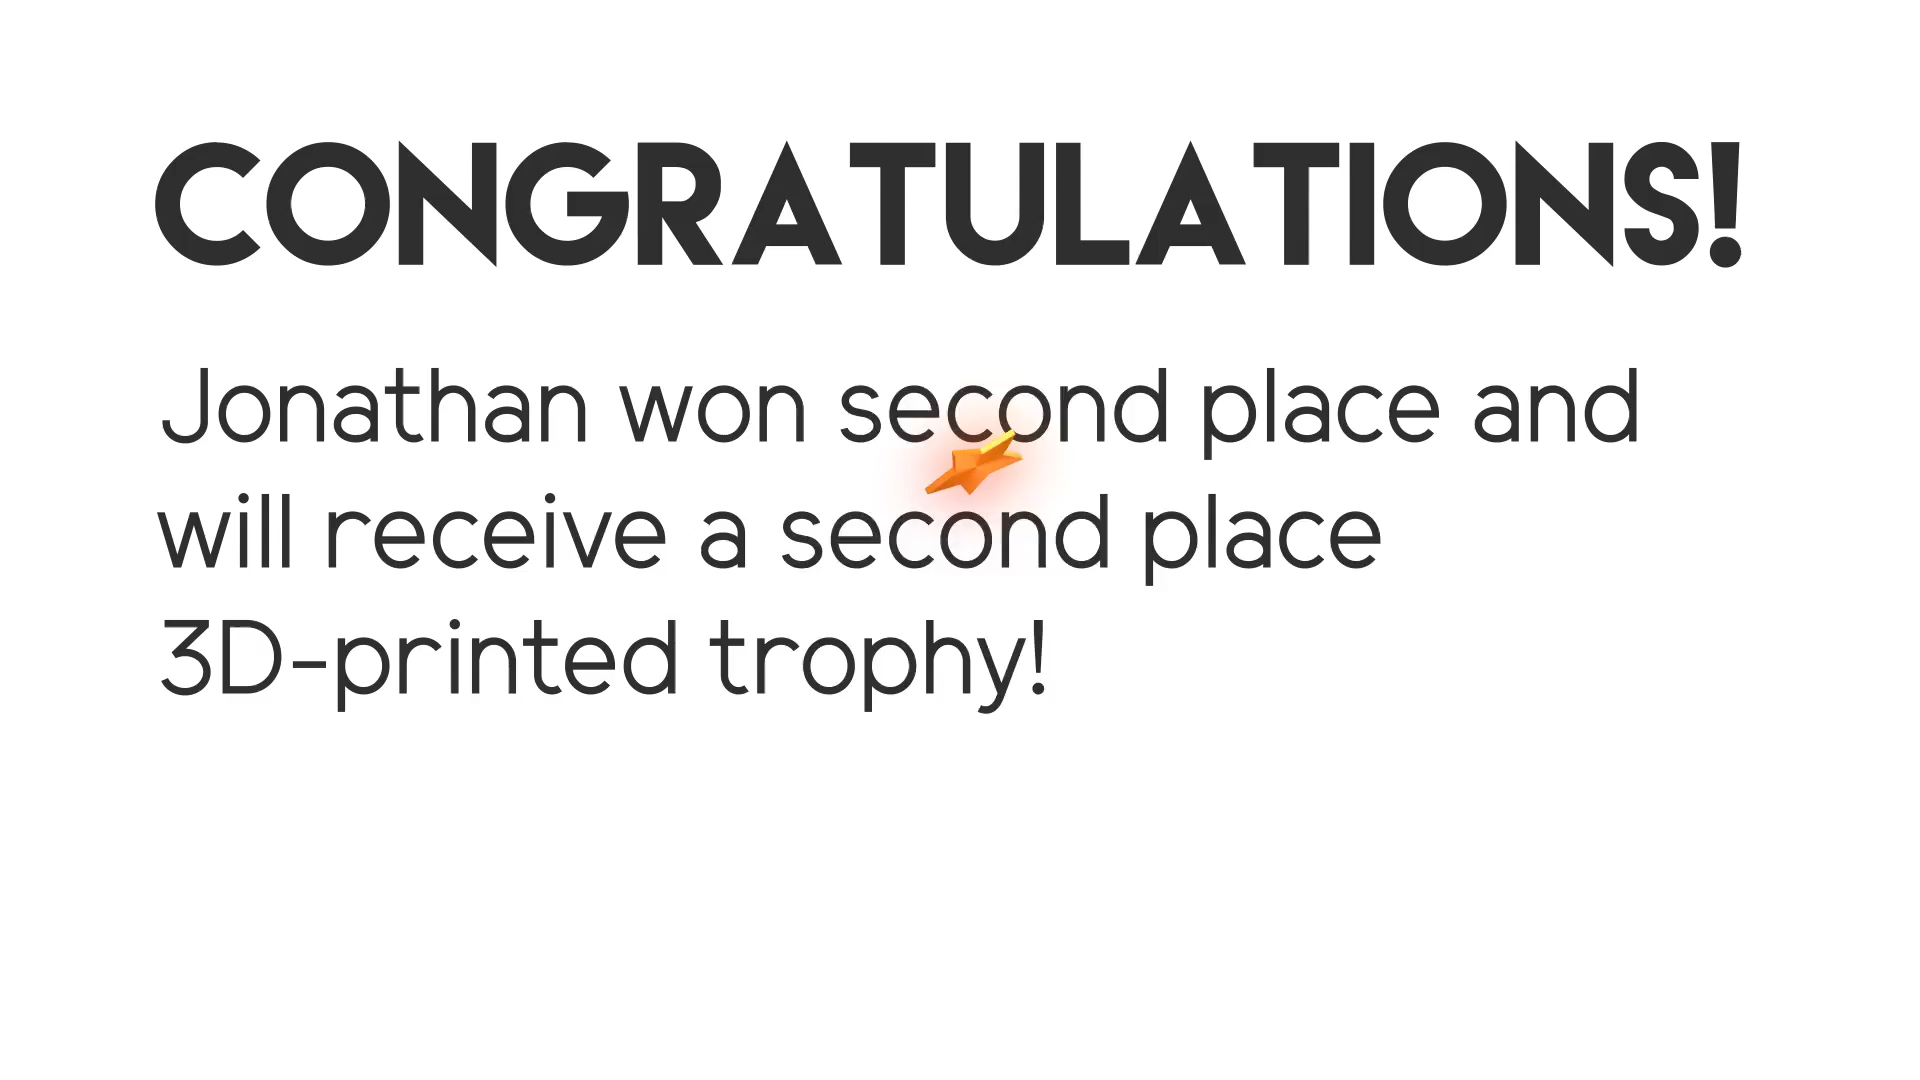 CONGRATULATIONS!
Jonathan won second place and
will receive a second place
3D-printed trophy!